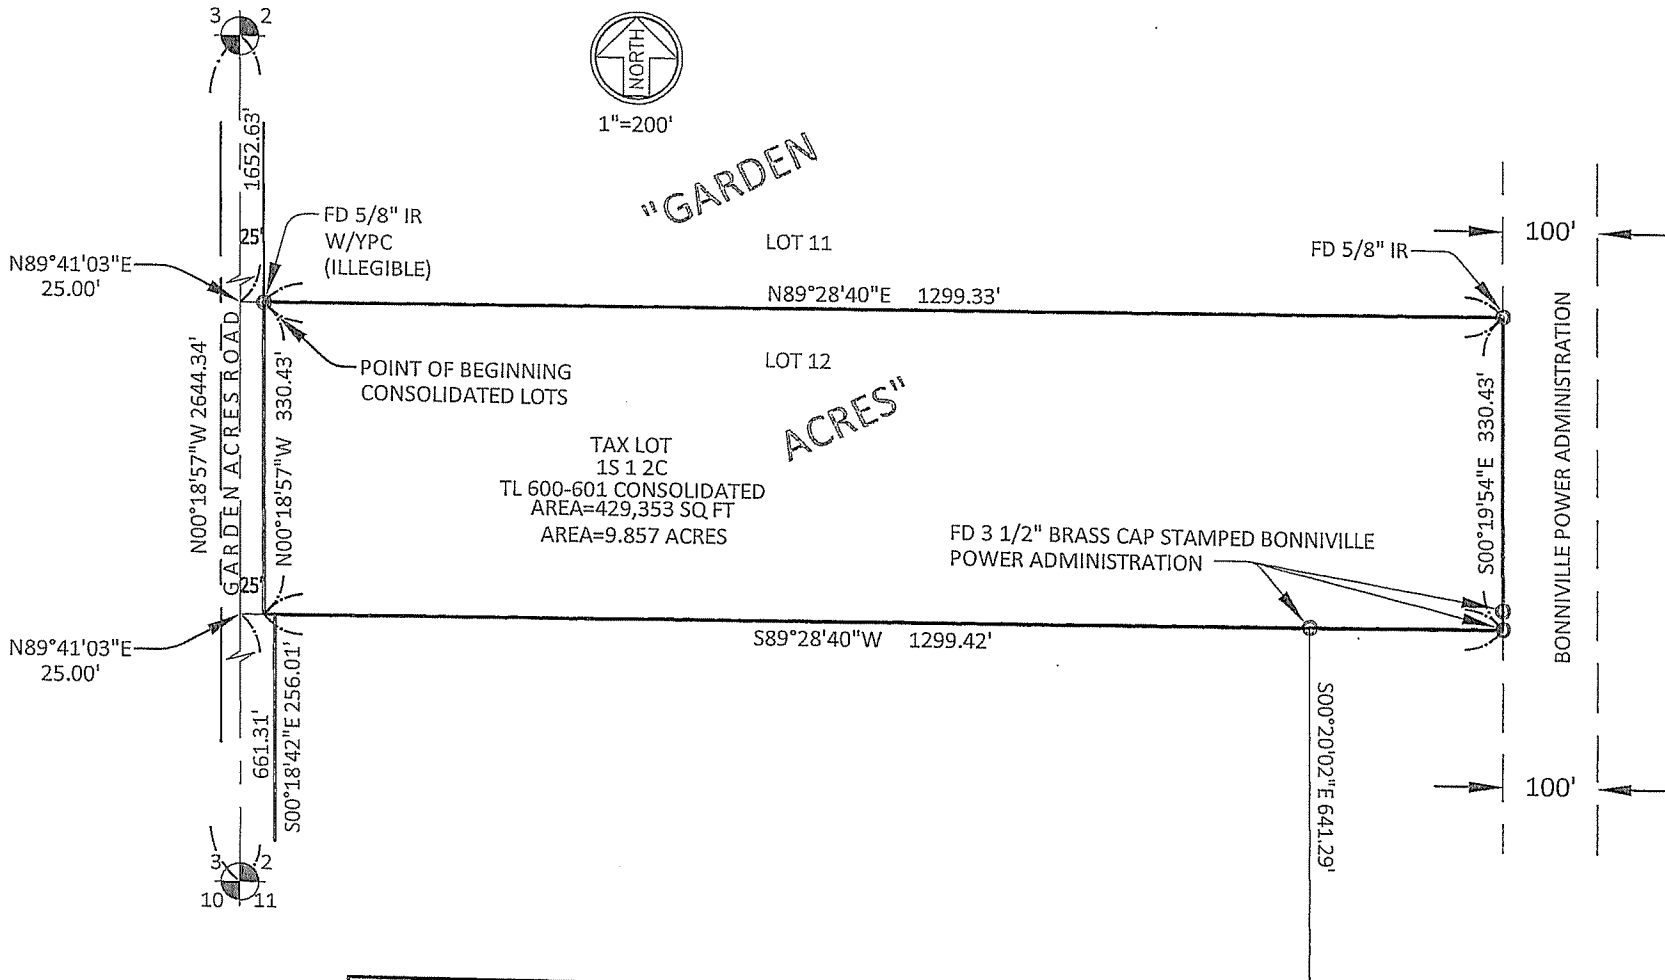 3 2
NORTH
1"=200'
1652.63'
"GARDEN
FD 5/8" IR
W/YPC
(ILLEGIBLE)
25'
LOT 11
100'
FD 5/8" IR
N89°41'03"E
25.00'
N89°28'40"E 1299.33'
LOT 12
POINT OF BEGINNING
CONSOLIDATED LOTS
ACRES"
N00°18'57"W 2644.34'
GARDEN ACRES ROAD
N00°18'57"W 330.43'
TAX LOT
1S 1 2C
TL 600-601 CONSOLIDATED
AREA=429,353 SQ FT
AREA=9.857 ACRES
S00°19'54"E 330.43'
BONNIVILLE POWER ADMINISTRATION
FD 3 1/2" BRASS CAP STAMPED BONNIVILLE
POWER ADMINISTRATION
25'
N89°41'03"E
25.00'
S89°28'40"W 1299.42'
661.31'
S00°18'42"E 256.01'
S00°20'02"E 641.29'
100'
3 2
10 11